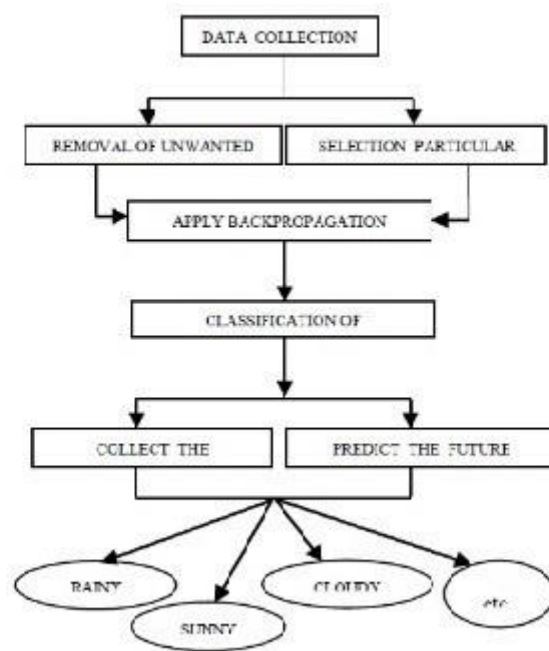 DATA COLLECTION
REMOVAL OF UNWANTED
SELECTION PARTICULAR
APPLY BACKPROPAGATION
CLASSIFICATION OF
COLLECT THE
PREDICT THE FUTURE
RAINY
SUNNY
CLOUDY
etc